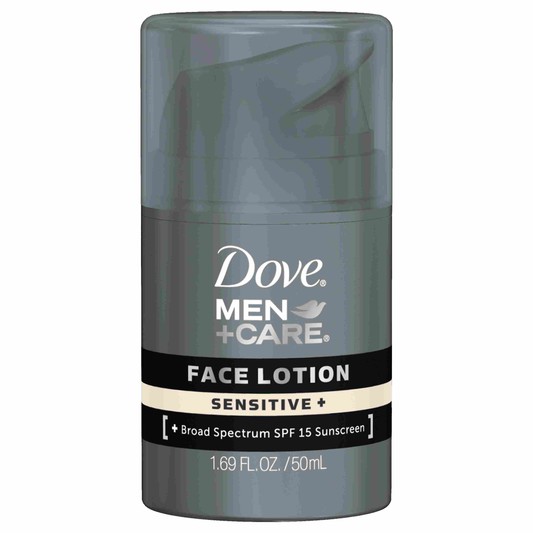 Dove®
MEN
+CARE®
FACE LOTION
SENSITIVE +
[+ Broad Spectrum SPF 15 Sunscreen]
1.69 FL.OZ./50mL